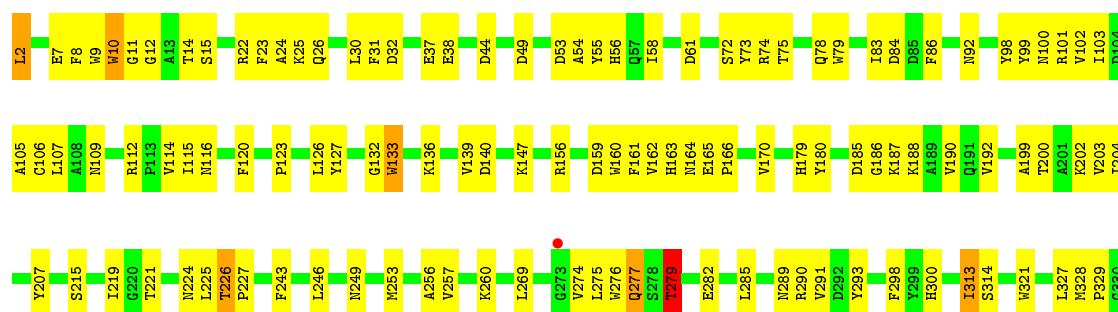 L2 E7 F8 W9 W10 G11 G12 A13 T14 S15 R22 F23 A24 K25 Q26 L30 F31 D32 E37 E38 D44 D49 D53 A54 Y55 H56 Q57 I58 D61 S72 Y73 R74 T75 Q78 W79 I83 D84 D85 F86 N92 Y98 Y99 N100 R101 V102 I103 D104
A105 C106 L107 A108 N109 R112 P113 V114 I115 N116 F120 P123 L126 Y127 G132 W133 K136 V139 D140 K147 R156 D159 W160 F161 V162 H163 N164 E165 P166 V170 H179 Y180 D185 G186 K187 K188 A189 V190 Q191 V192 A199 T200 A201 K202 V203
Y207 S215 I219 G220 T221 N224 L225 T226 P227 F243 L246 N249 M253 A256 V257 K260 L269 G273 V274 L275 W276 Q277 S278 T279 E282 L285 N289 R290 V291 D292 Y293 F298 Y299 H300 I313 S314 W321 L327 M328 P329